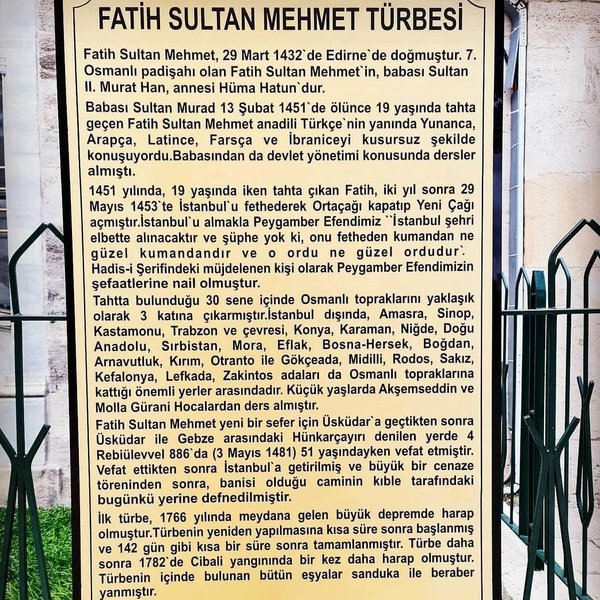 FATİH SULTAN MEHMET TÜRBESİ
Fatih Sultan Mehmet, 29 Mart 1432`de Edirne`de doğmuştur. 7.
Osmanlı padişahı olan Fatih Sultan Mehmet`in, babası Sultan
II. Murat Han, annesi Hüma Hatun`dur.
Babası Sultan Murad 13 Şubat 1451`de ölünce 19 yaşında tahta
geçen Fatih Sultan Mehmet anadili Türkçe`nin yanında Yunanca,
Arapça, Latince, Farsça ve İbraniceyi kusursuz şekilde
konuşuyordu.Babasından da devlet yönetimi konusunda dersler
almıştı.
1451 yılında, 19 yaşında iken tahta çıkan Fatih, iki yıl sonra 29
Mayıs 1453`te İstanbul`u fethederek Ortaçağı kapatıp Yeni Çağı
açmıştır.İstanbul`u almakla Peygamber Efendimiz ``İstanbul şehri
elbette alınacaktır ve şüphe yok ki, onu fetheden kumandan ne
güzel kumandandır ve o ordu ne güzel ordudur`.
Hadis-i Şerifindeki müjdelenen kişi olarak Peygamber Efendimizin
şefaatlerine nail olmuştur.
Tahtta bulunduğu 30 sene içinde Osmanlı topraklarını yaklaşık
olarak 3 katına çıkarmıştır.İstanbul dışında, Amasra, Sinop,
Kastamonu, Trabzon ve çevresi, Konya, Karaman, Niğde, Doğu
Anadolu, Sırbistan, Mora, Eflak, Bosna-Hersek, Boğdan,
Arnavutluk, Kırım, Otranto ile Gökçeada, Midilli, Rodos, Sakız,
Kefalonya, Lefkada, Zakintos adaları da Osmanlı topraklarına
kattığı önemli yerler arasındadır. Küçük yaşlarda Akşemseddin ve
Molla Gürani Hocalardan ders almıştır.
Fatih Sultan Mehmet yeni bir sefer için Üsküdar`a geçtikten sonra
Üsküdar ile Gebze arasındaki Hünkarçayırı denilen yerde 4
Rebiülevvel 886`da (3 Mayıs 1481) 51 yaşındayken vefat etmiştir.
Vefat ettikten sonra İstanbul`a getirilmiş ve büyük bir cenaze
töreninden sonra, banisi olduğu caminin kıble tarafındaki
bugünkü yerine defnedilmiştir.
İlk türbe, 1766 yılında meydana gelen büyük depremde harap
olmuştur.Türbenin yeniden yapılmasına kısa süre sonra başlanmış
ve 142 gün gibi kısa bir süre sonra tamamlanmıştır. Türbe daha
sonra 1782`de Cibali yangınında bir kez daha harap olmuştur.
Türbenin içinde bulunan bütün eşyalar sanduka ile beraber
yanmıştır.